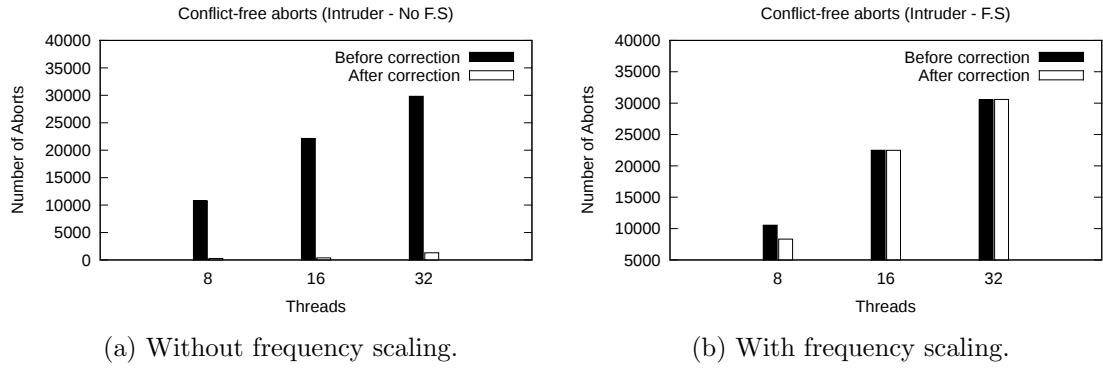 Conflict-free aborts (Intruder - No F.S)
40000
35000
30000
25000
20000
15000
10000
5000
0
Number of Aborts
Before correction
After correction
8 16 32
Threads
(a) Without frequency scaling.
Conflict-free aborts (Intruder - F.S)
40000
35000
30000
25000
20000
15000
10000
5000
Number of Aborts
Before correction
After correction
8 16 32
Threads
(b) With frequency scaling.